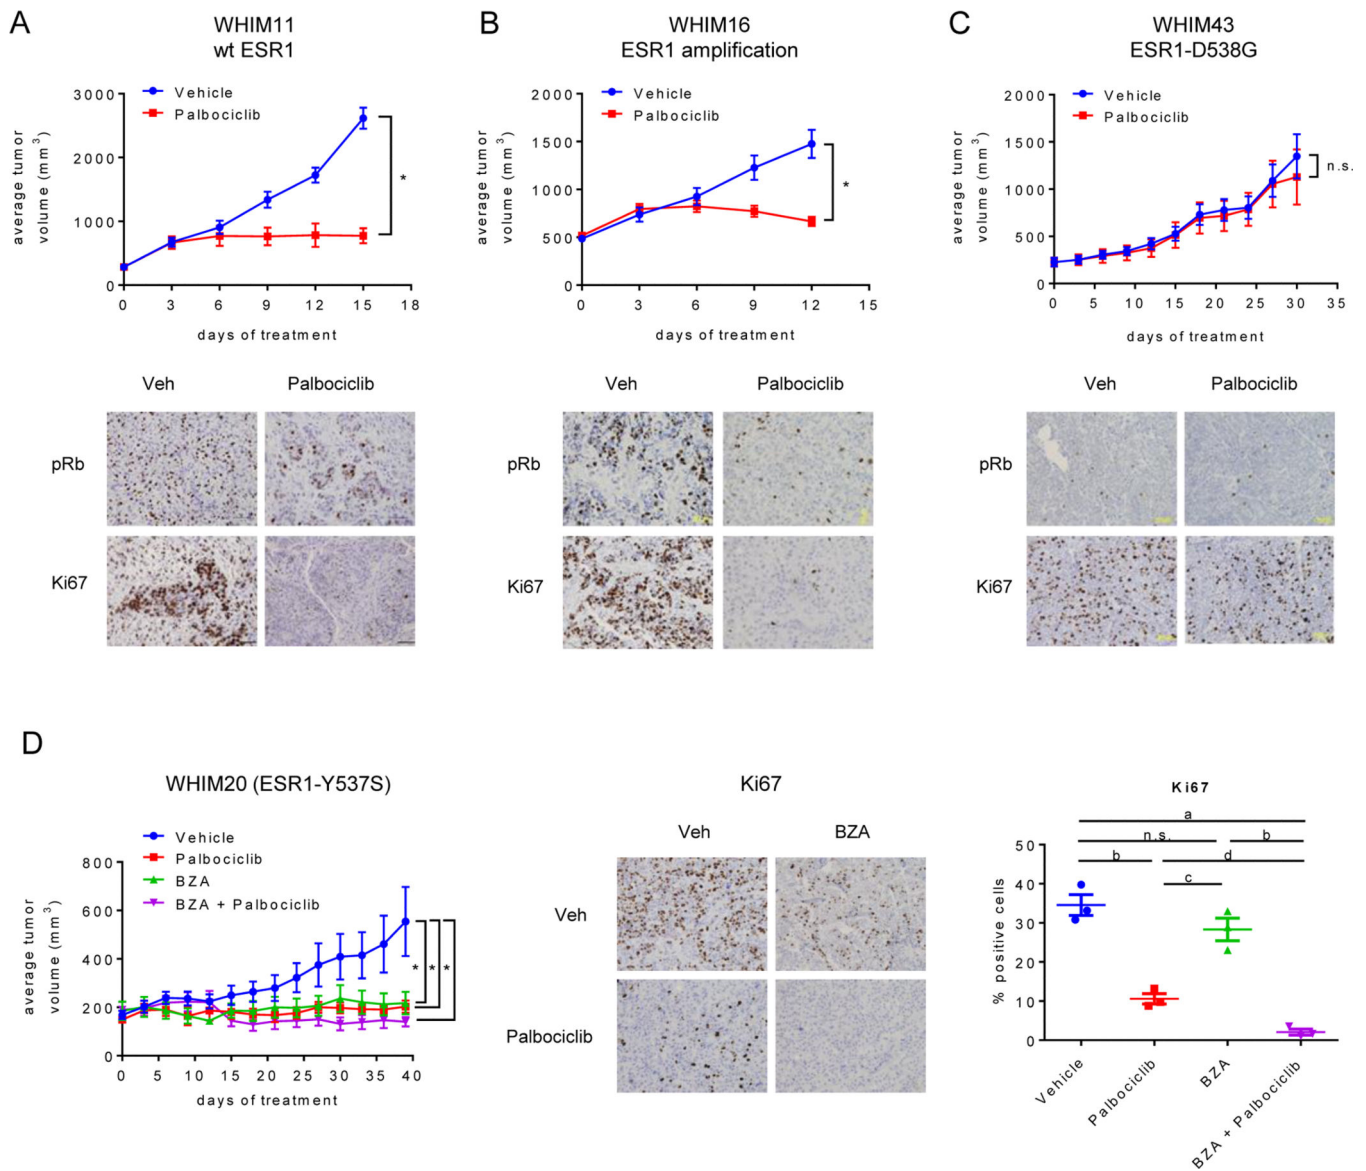 A
WHIM11
wt ESR1
Vehicle
Palbociclib
average tumor
volume (mm³)
3000
2000
1000
0
*
0 3 6 9 12 15 18
days of treatment
Veh Palbociclib
pRb
Ki67
B
WHIM16
ESR1 amplification
Vehicle
Palbociclib
average tumor
volume (mm³)
2000
1500
1000
500
0
*
0 3 6 9 12 15
days of treatment
Veh Palbociclib
pRb
Ki67
C
WHIM43
ESR1-D538G
Vehicle
Palbociclib
average tumor
volume (mm³)
2000
1500
1000
500
0
n.s.
0 5 10 15 20 25 30 35
days of treatment
Veh Palbociclib
pRb
Ki67
D
WHIM20 (ESR1-Y537S)
Vehicle
Palbociclib
BZA
BZA + Palbociclib
average tumor
volume (mm³)
800
600
400
200
0
* * *
0 5 10 15 20 25 30 35 40
days of treatment
Ki67
Veh BZA
Veh
Palbociclib
Ki67
a
n.s. b
b d
c
% positive cells
50
40
30
20
10
0
Vehicle
Palbociclib
BZA
BZA + Palbociclib